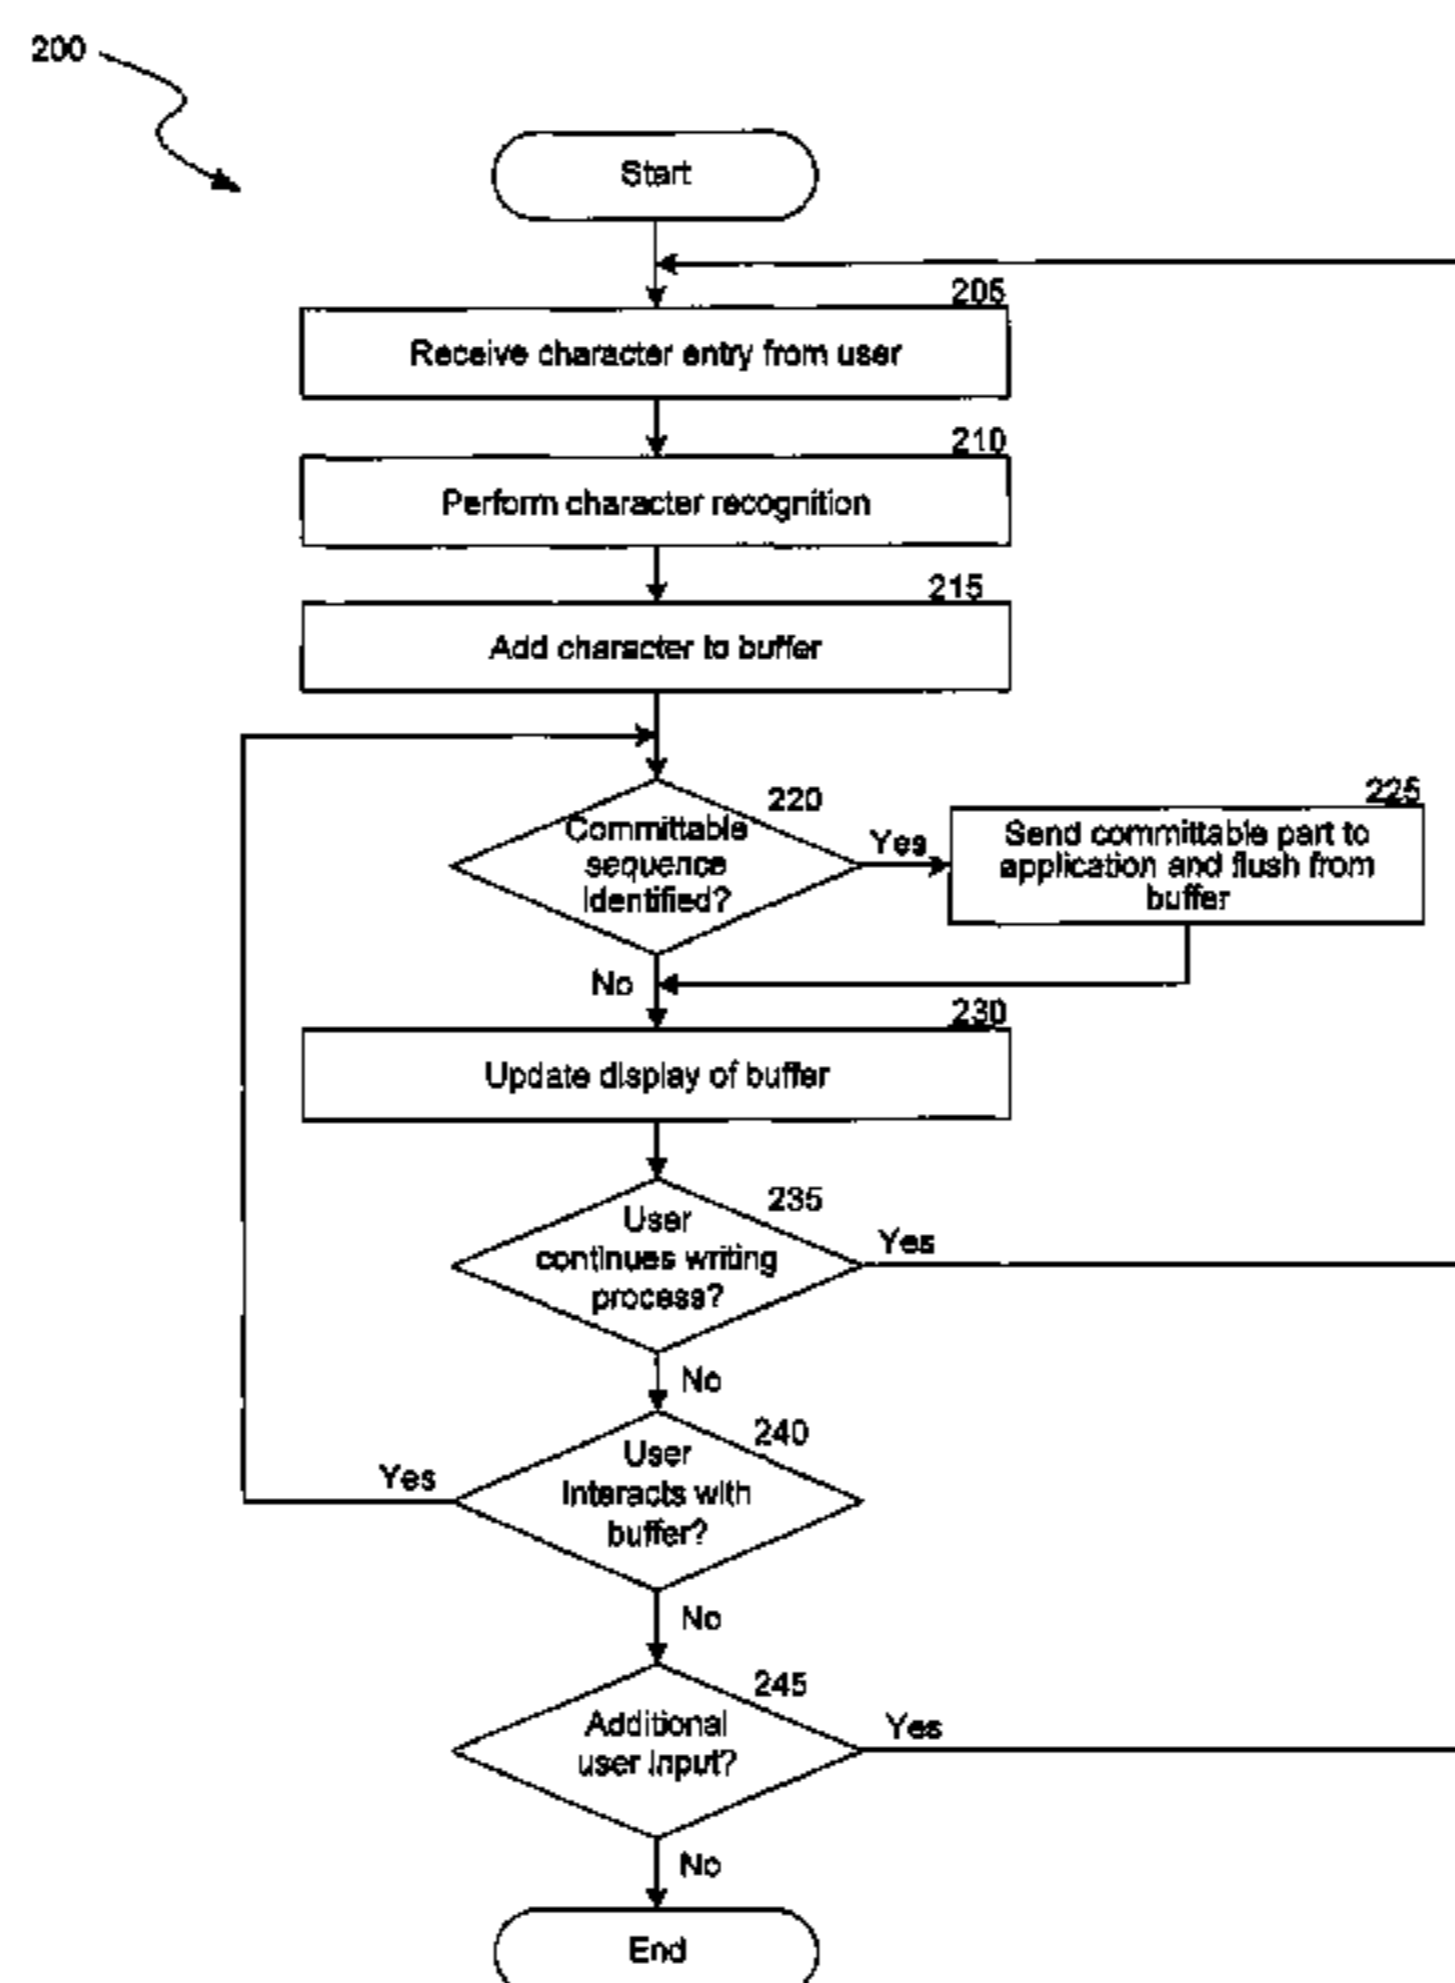 200
Start
205
Receive character entry from user
210
Perform character recognition
215
Add character to buffer
220
Committable
sequence
identified?
Yes
225
Send committable part to
application and flush from
buffer
No
230
Update display of buffer
235
User
continues writing
process?
Yes
No
240
User
interacts with
buffer?
Yes
No
245
Additional
user input?
Yes
No
End